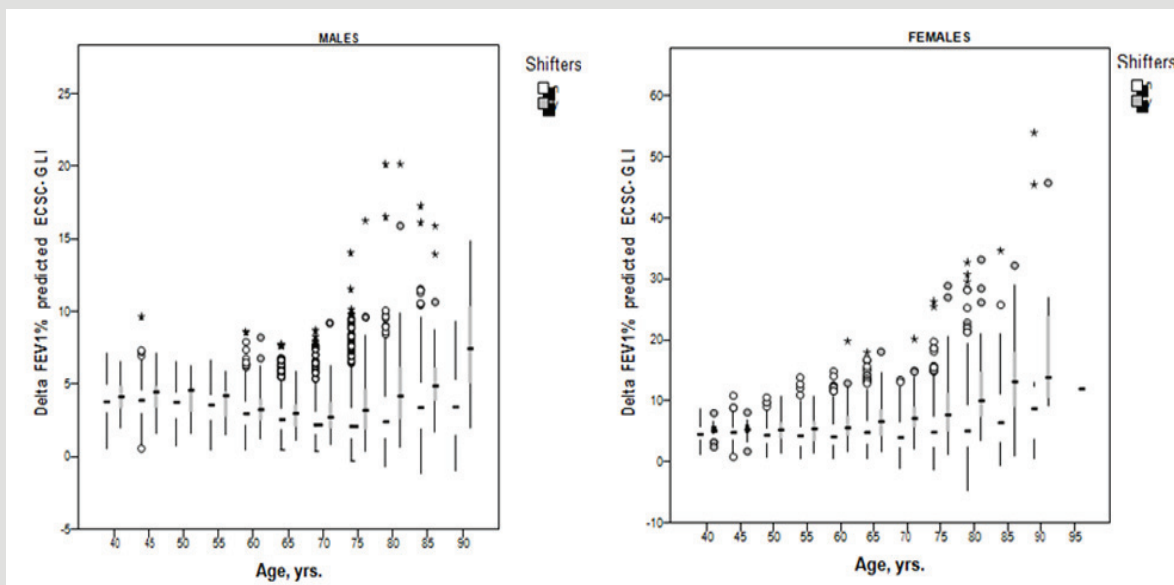 MALES
Shifters
n
Delta FEV1% predicted ECSC-GLI
25
20
15
10
5
0
-5
40 45 50 55 60 65 70 75 80 85 90
Age, yrs.
FEMALES
Shifters
n
Delta FEV1% predicted ECSC-GLI
60
50
40
30
20
10
0
-10
40 45 50 55 60 65 70 75 80 85 90 95
Age, yrs.